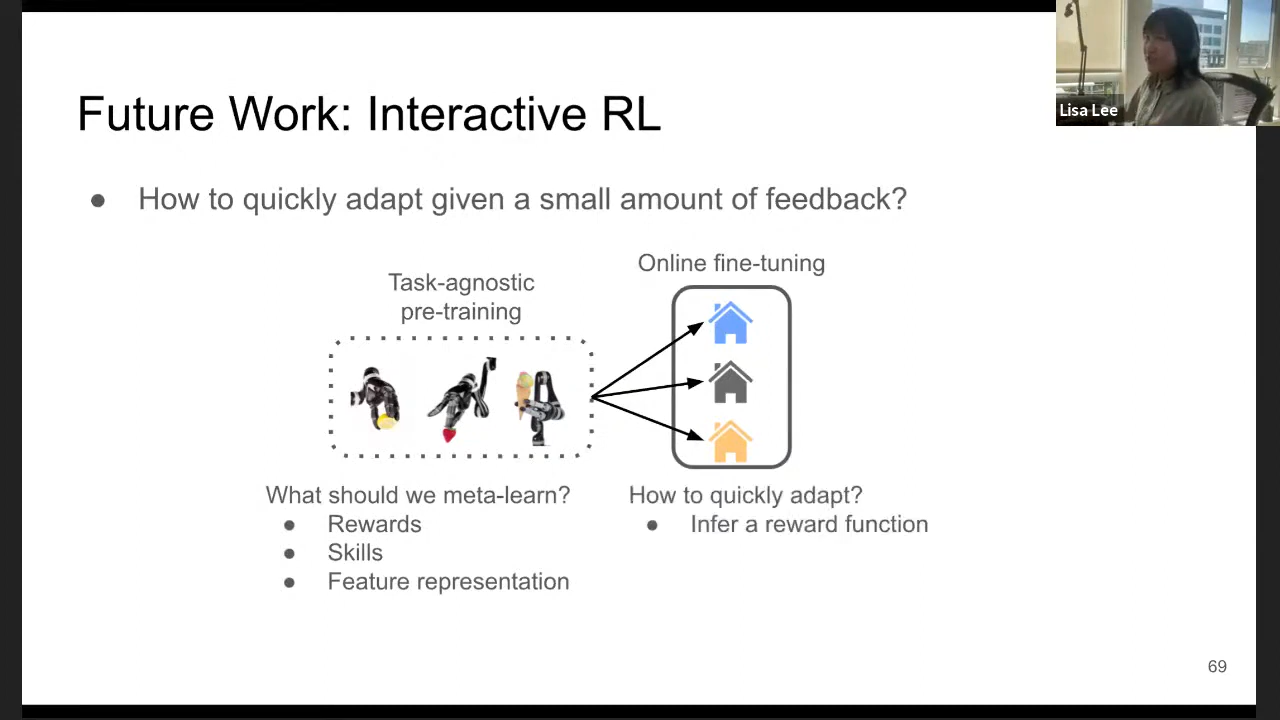 Lisa Lee
Future Work: Interactive RL
● How to quickly adapt given a small amount of feedback?
Task-agnostic
pre-training
Online fine-tuning
What should we meta-learn?
● Rewards
● Skills
● Feature representation
How to quickly adapt?
● Infer a reward function
69